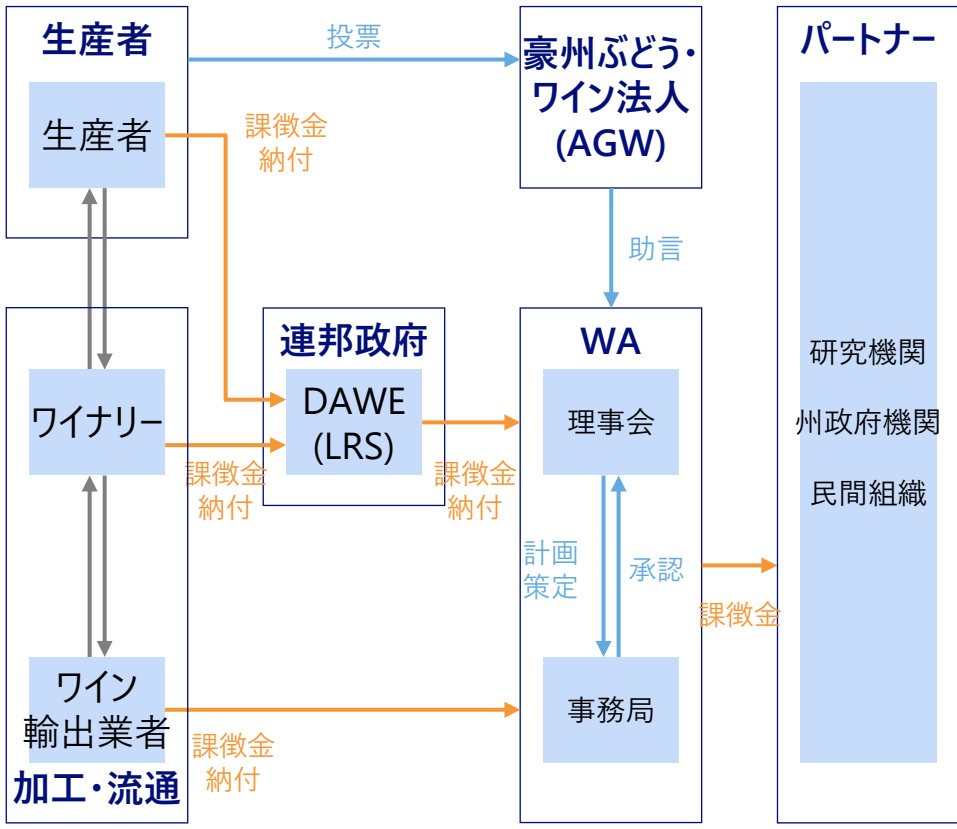 生産者
生産者
投票
課徴金
納付
豪州ぶどう・
ワイン法人
(AGW)
助言
パートナー
研究機関
州政府機関
民間組織
ワイナリー
課徴金
納付
連邦政府
DAWE
(LRS)
課徴金
納付
WA
理事会
計画
策定
承認
事務局
課徴金
ワイン
輸出業者
加工・流通
課徴金
納付